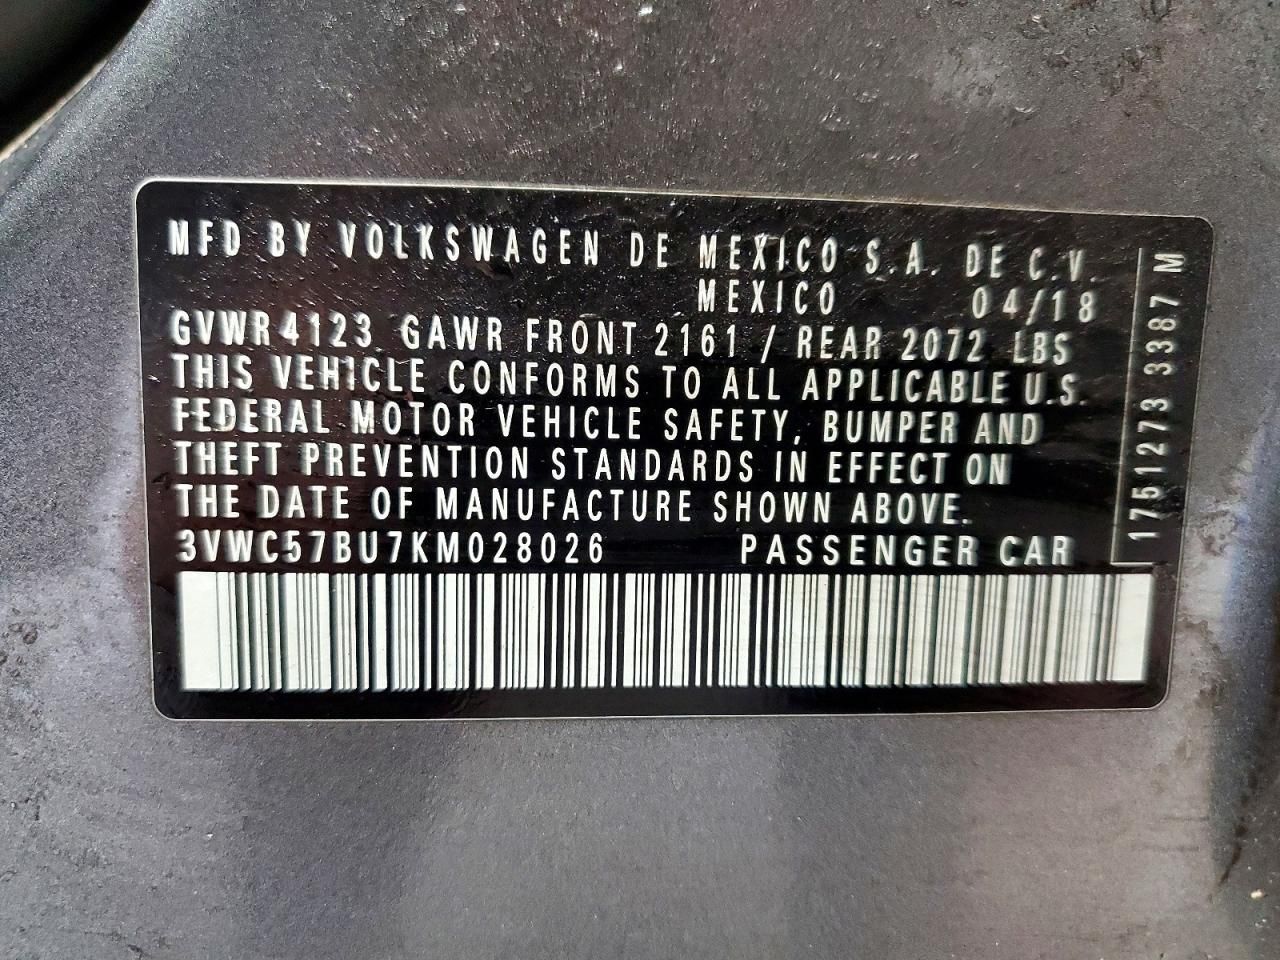 MFD BY VOLKSWAGEN DE MEXICO S.A. DE C.V.
MEXICO 04/18
GVWR 4123 GAWR FRONT 2161 / REAR 2072 LBS
THIS VEHICLE CONFORMS TO ALL APPLICABLE U.S.
FEDERAL MOTOR VEHICLE SAFETY, BUMPER AND
THEFT PREVENTION STANDARDS IN EFFECT ON
THE DATE OF MANUFACTURE SHOWN ABOVE.
3VWC57BU7KM028026 PASSENGER CAR
1751273 3387 M